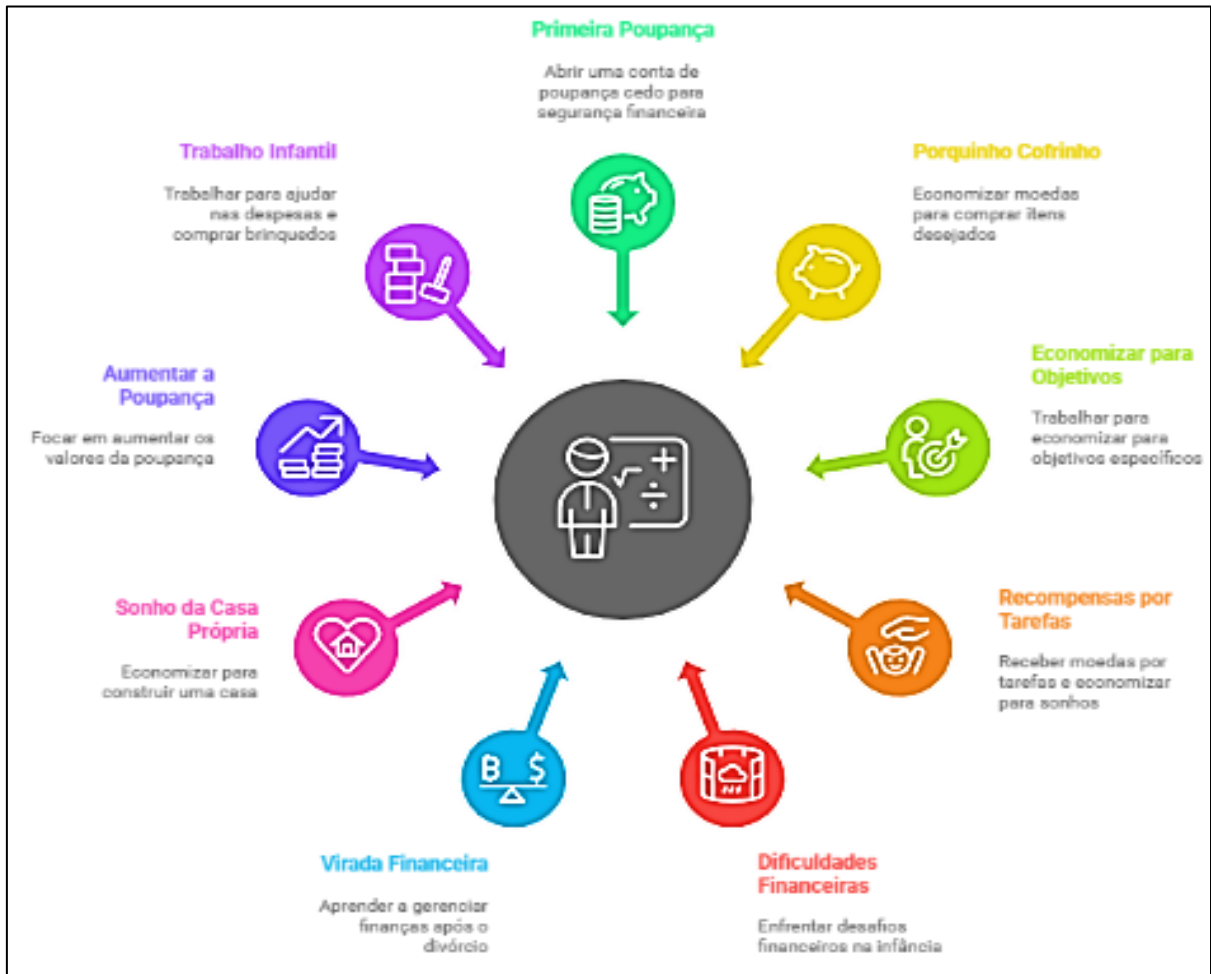 Primeira Poupança
Abrir uma conta de
poupança cedo para
segurança financeira
Porquinho Cofrinho
Economizar moedas
para comprar itens
desejados
Economizar para
Objetivos
Trabalhar para
economizar para
objetivos específicos
Recompensas por
Tarefas
Receber moedas por
tarefas e economizar
para sonhos
Dificuldades
Financeiras
Enfrentar desafios
financeiros na infância
Virada Financeira
Aprender a gerenciar
finanças após o
divórcio
Sonho da Casa
Própria
Economizar para
construir uma casa
Aumentar a
Poupança
Focar em aumentar os
valores da poupança
Trabalho Infantil
Trabalhar para ajudar
nas despesas e
comprar brinquedos